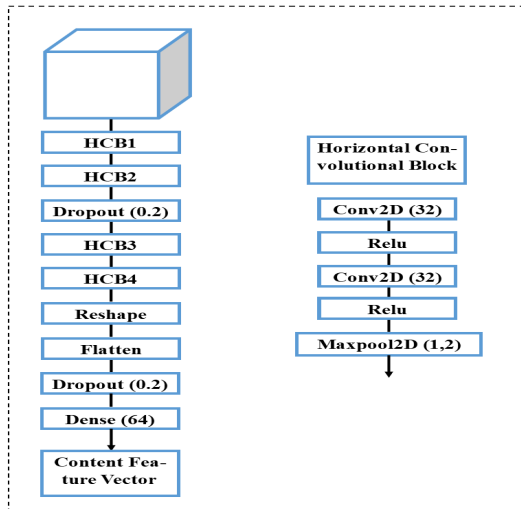 HCB1
HCB2
Dropout (0.2)
HCB3
HCB4
Reshape
Flatten
Dropout (0.2)
Dense (64)
Content Fea-
ture Vector
Horizontal Con-
volutional Block
Conv2D (32)
Relu
Conv2D (32)
Relu
Maxpool2D (1,2)